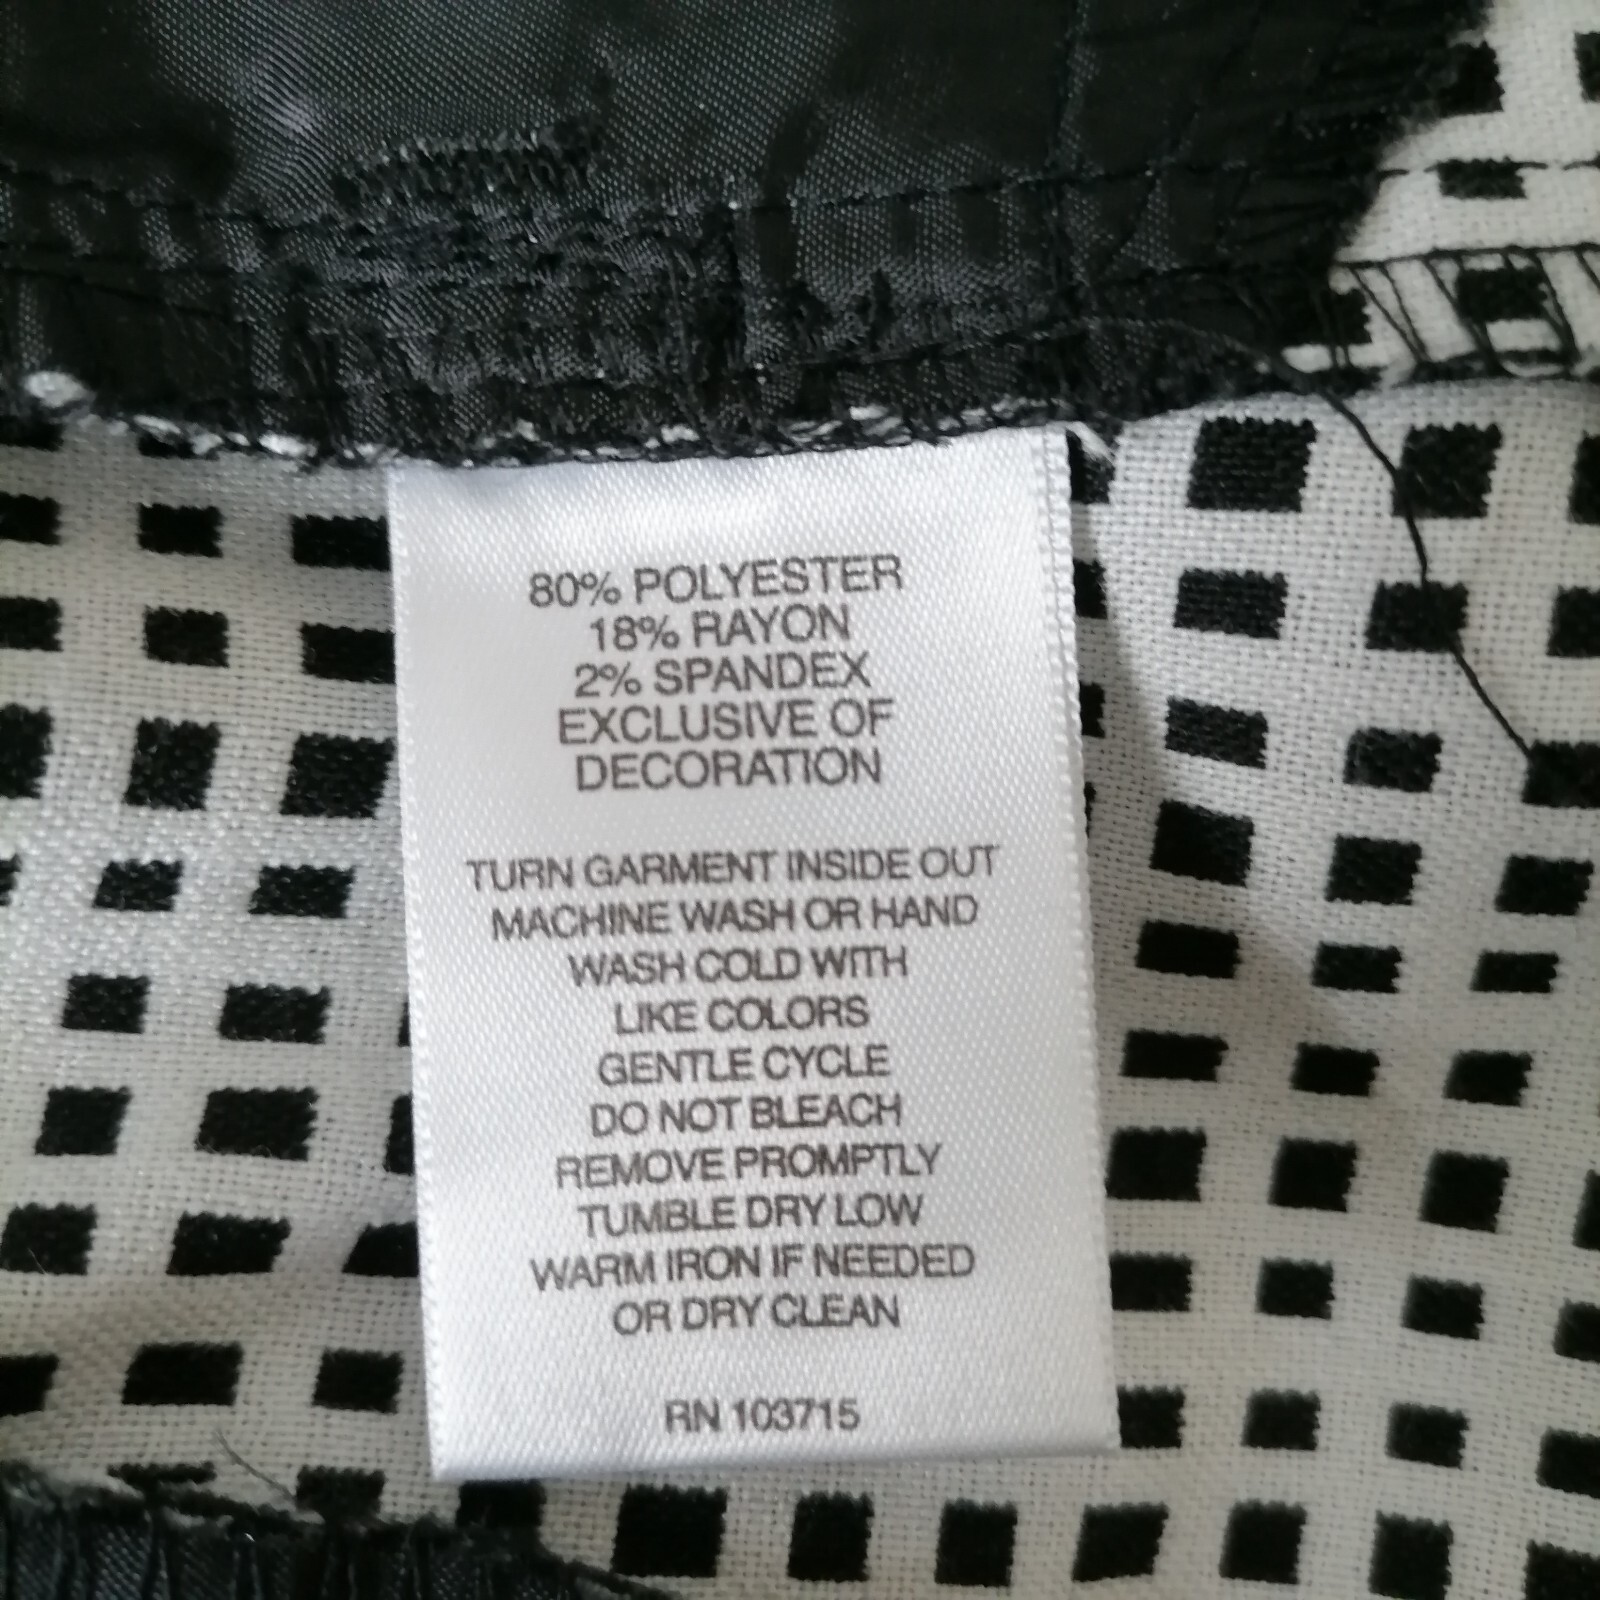 80% POLYESTER
18% RAYON
2% SPANDEX
EXCLUSIVE OF
DECORATION
TURN GARMENT INSIDE OUT
MACHINE WASH OR HAND
WASH COLD WITH
LIKE COLORS
GENTLE CYCLE
DO NOT BLEACH
REMOVE PROMPTLY
TUMBLE DRY LOW
WARM IRON IF NEEDED
OR DRY CLEAN
RN 103715